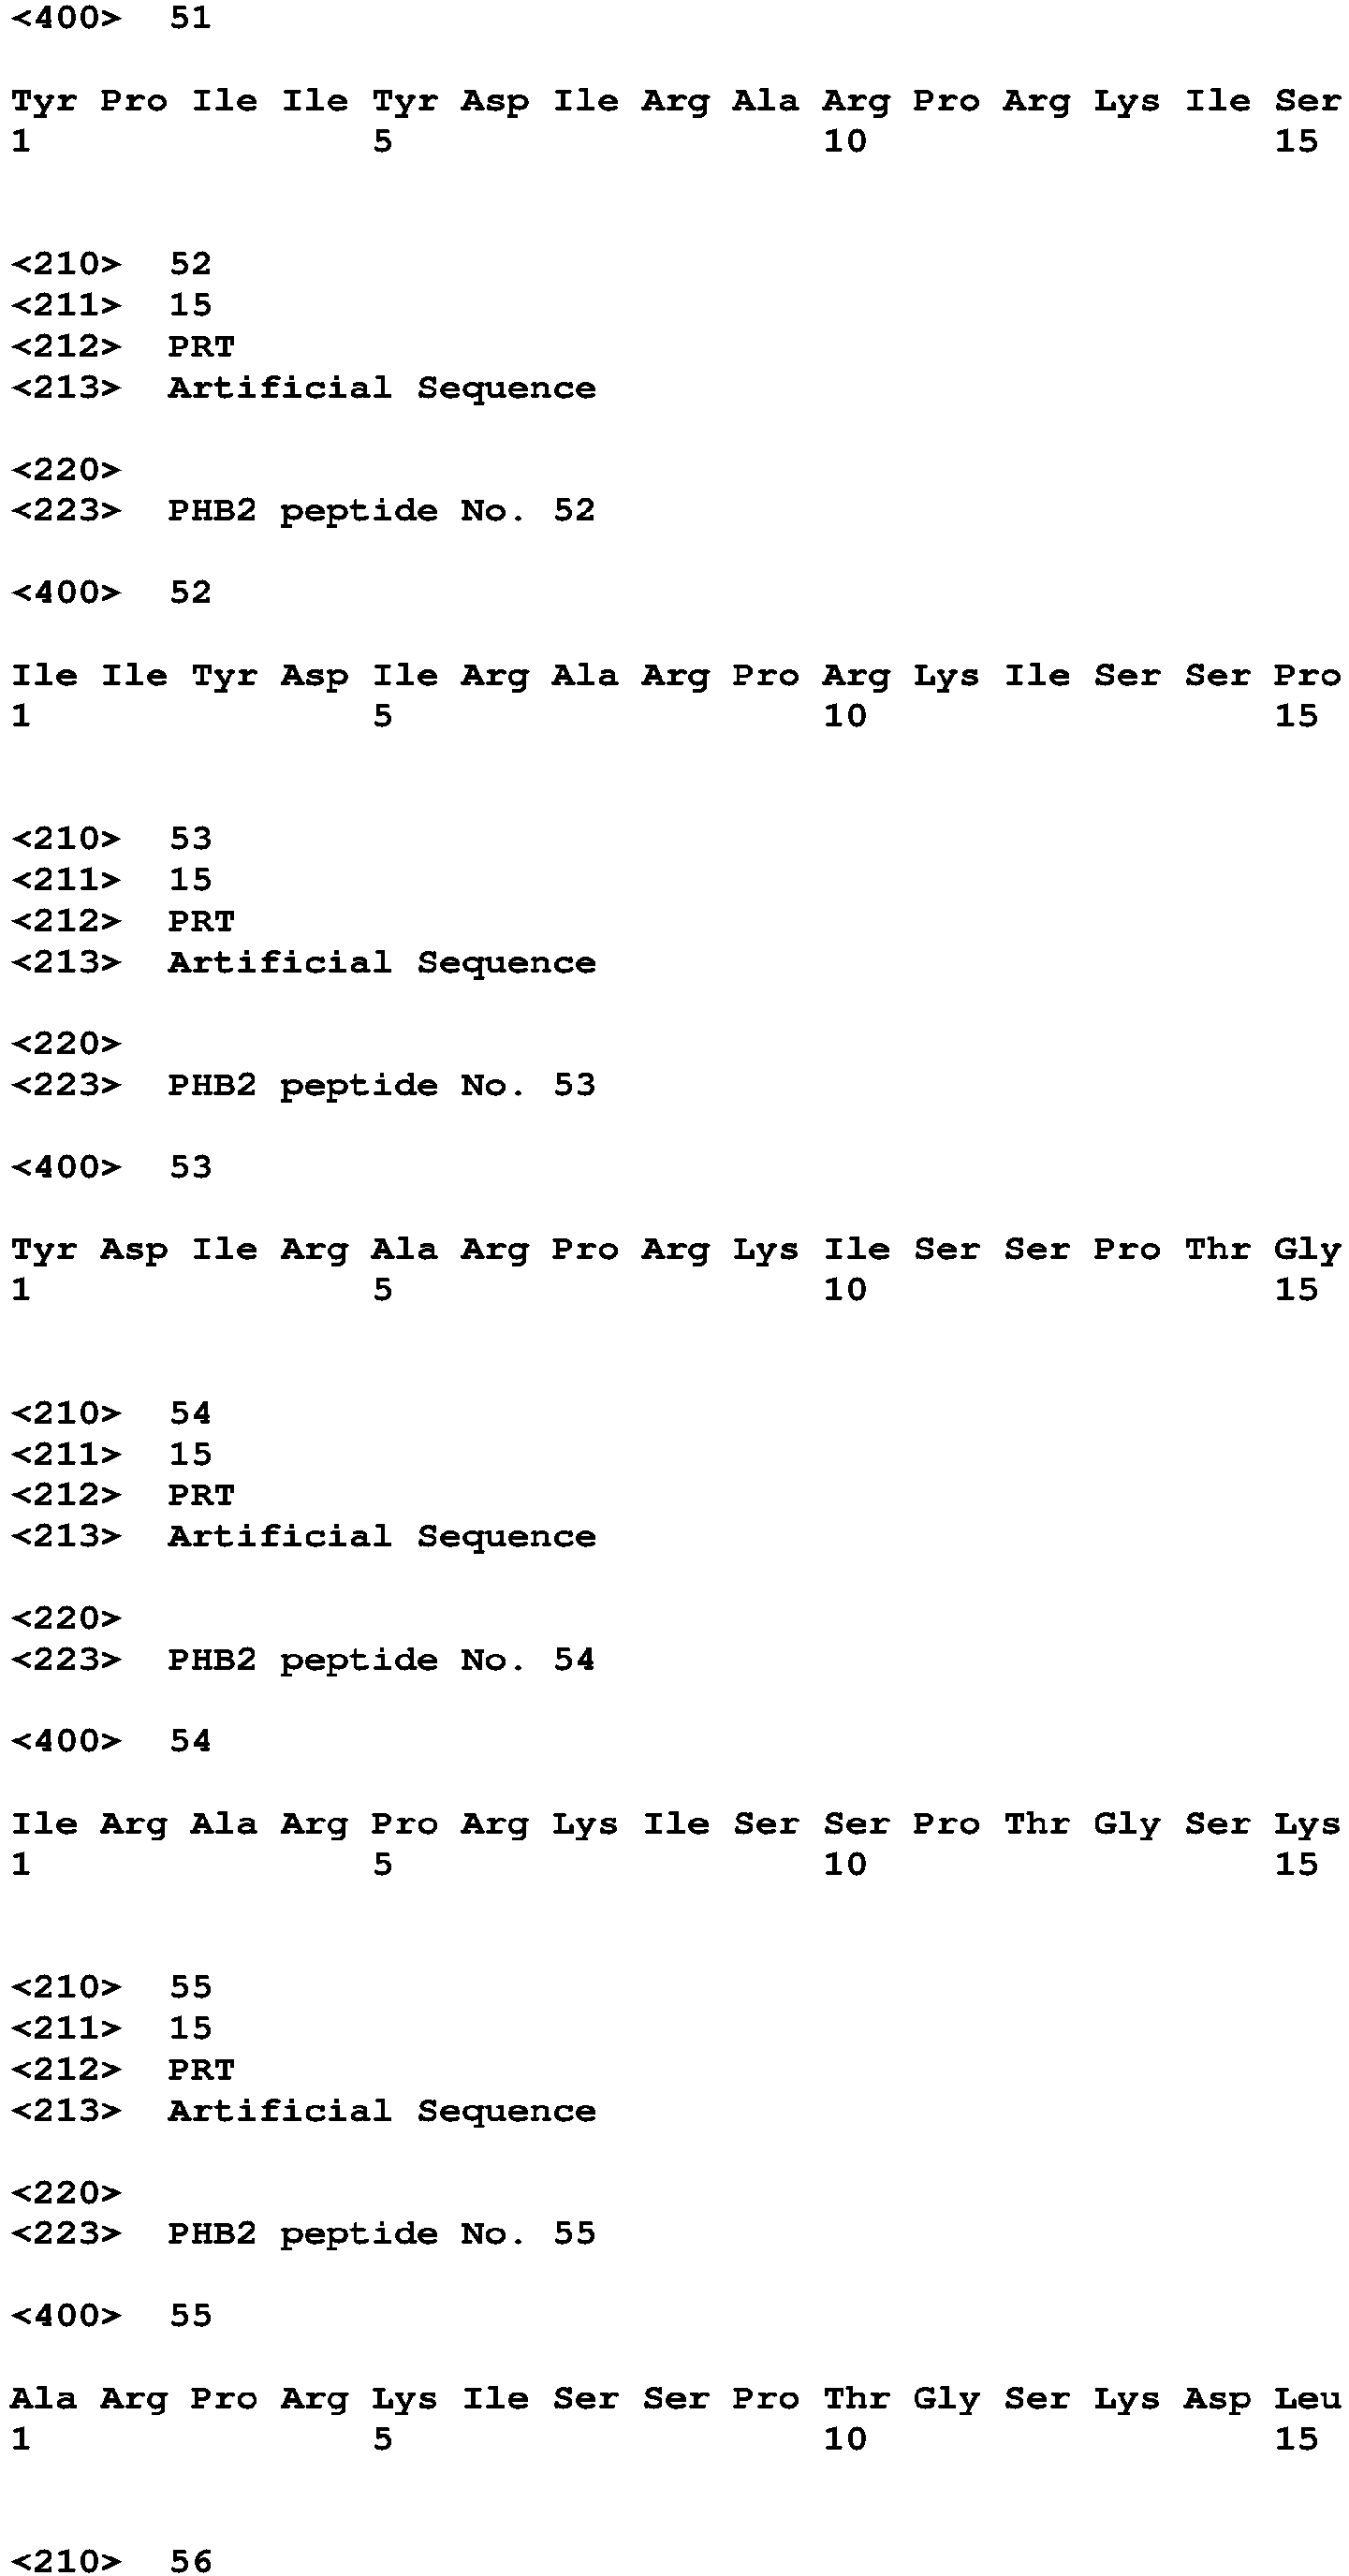 <400> 51
Tyr Pro Ile Ile Tyr Asp Ile Arg Ala Arg Pro Arg Lys Ile Ser
1 5 10 15
<210> 52
<211> 15
<212> PRT
<213> Artificial Sequence
<220>
<223> PHB2 peptide No. 52
<400> 52
Ile Ile Tyr Asp Ile Arg Ala Arg Pro Arg Lys Ile Ser Ser Pro
1 5 10 15
<210> 53
<211> 15
<212> PRT
<213> Artificial Sequence
<220>
<223> PHB2 peptide No. 53
<400> 53
Tyr Asp Ile Arg Ala Arg Pro Arg Lys Ile Ser Ser Pro Thr Gly
1 5 10 15
<210> 54
<211> 15
<212> PRT
<213> Artificial Sequence
<220>
<223> PHB2 peptide No. 54
<400> 54
Ile Arg Ala Arg Pro Arg Lys Ile Ser Ser Pro Thr Gly Ser Lys
1 5 10 15
<210> 55
<211> 15
<212> PRT
<213> Artificial Sequence
<220>
<223> PHB2 peptide No. 55
<400> 55
Ala Arg Pro Arg Lys Ile Ser Ser Pro Thr Gly Ser Lys Asp Leu
1 5 10 15
<210> 56